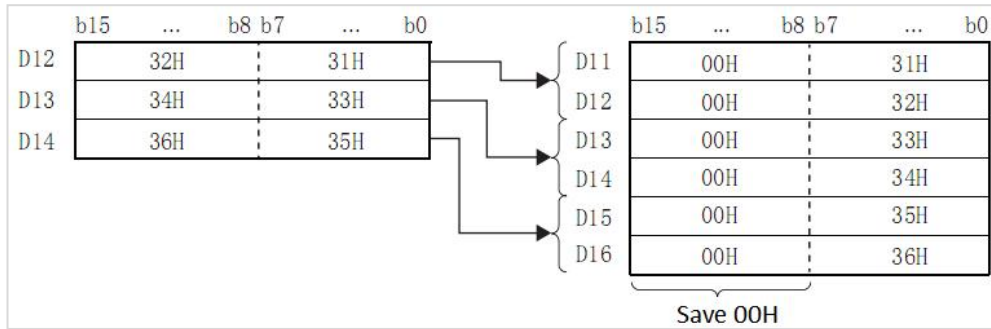 b15 ... b8 b7 ... b0 b15 ... b8 b7 ... b0
D12 32H 31H D11 00H 31H
D13 34H 33H D12 00H 32H
D14 36H 35H D13 00H 33H
D14 00H 34H
D15 00H 35H
D16 00H 36H
Save 00H